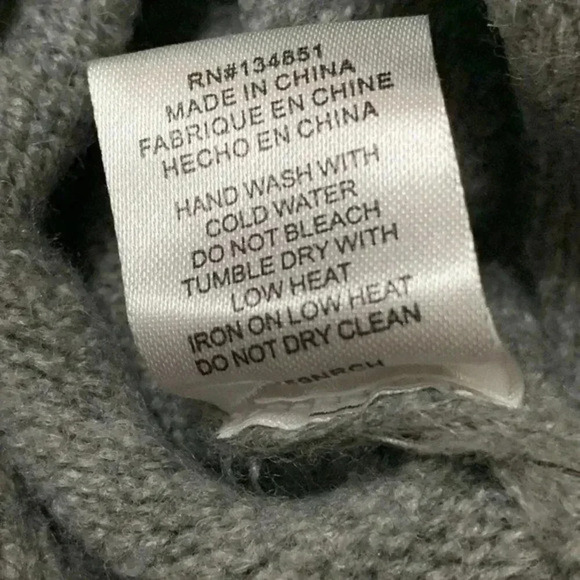 RN#134851
MADE IN CHINA
FABRIQUE EN CHINE
HECHO EN CHINA
HAND WASH WITH
COLD WATER
DO NOT BLEACH
TUMBLE DRY WITH
LOW HEAT
IRON ON LOW HEAT
DO NOT DRY CLEAN